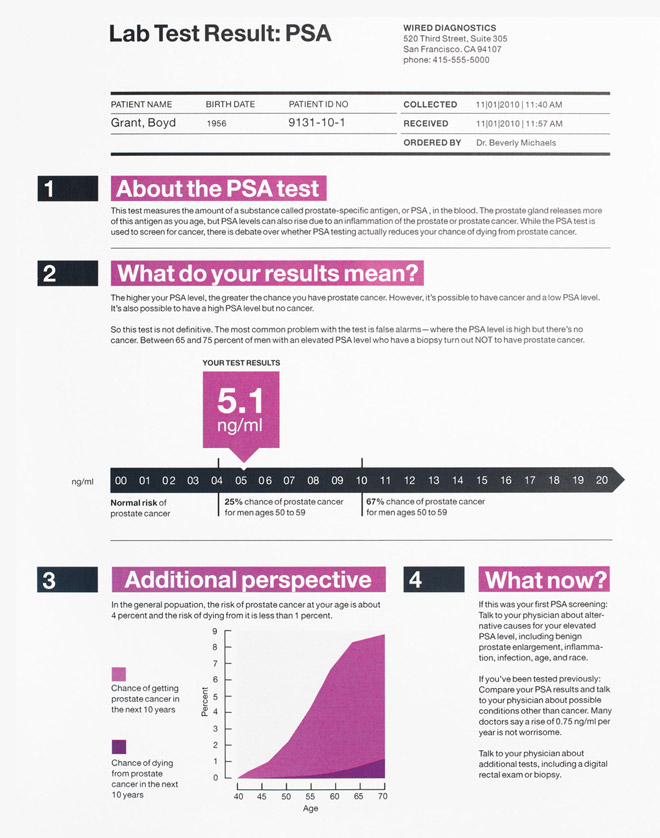 Lab Test Result: PSA
WIRED DIAGNOSTICS
520 Third Street, Suite 305
San Francisco. CA 94107
phone: 415-555-5000
PATIENT NAME BIRTH DATE PATIENT ID NO
Grant, Boyd 1956 9131-10-1
COLLECTED 11|01|2010 | 11:40 AM
RECEIVED 11|01|2010 | 11:57 AM
ORDERED BY Dr. Beverly Michaels
1 About the PSA test
This test measures the amount of a substance called prostate-specific antigen, or PSA , in the blood. The prostate gland releases more
of this antigen as you age, but PSA levels can also rise due to an inflammation of the prostate or prostate cancer. While the PSA test is
used to screen for cancer, there is debate over whether PSA testing actually reduces your chance of dying from prostate cancer.
2 What do your results mean?
The higher your PSA level, the greater the chance you have prostate cancer. However, it's possible to have cancer and a low PSA level.
It's also possible to have a high PSA level but no cancer.
So this test is not definitive. The most common problem with the test is false alarms—where the PSA level is high but there's no
cancer. Between 65 and 75 percent of men with an elevated PSA level who have a biopsy turn out NOT to have prostate cancer.
YOUR TEST RESULTS
5.1
ng/ml
ng/ml 00 01 02 03 04 05 06 07 08 09 10 11 12 13 14 15 16 17 18 19 20
Normal risk of
prostate cancer
25% chance of prostate cancer
for men ages 50 to 59
67% chance of prostate cancer
for men ages 50 to 59
3 Additional perspective
In the general popuation, the risk of prostate cancer at your age is about
4 percent and the risk of dying from it is less than 1 percent.
Chance of getting
prostate cancer in
the next 10 years
Chance of dying
from prostate
cancer in the next
10 years
Percent
9
8
7
6
5
4
3
2
1
0
40 45 50 55 60 65 70
Age
4 What now?
If this was your first PSA screening:
Talk to your physician about alter-
native causes for your elevated
PSA level, including benign
prostate enlargement, inflamma-
tion, infection, age, and race.
If you've been tested previously:
Compare your PSA results and talk
to your physician about possible
conditions other than cancer. Many
doctors say a rise of 0.75 ng/ml per
year is not worrisome.
Talk to your physician about
additional tests, including a digital
rectal exam or biopsy.